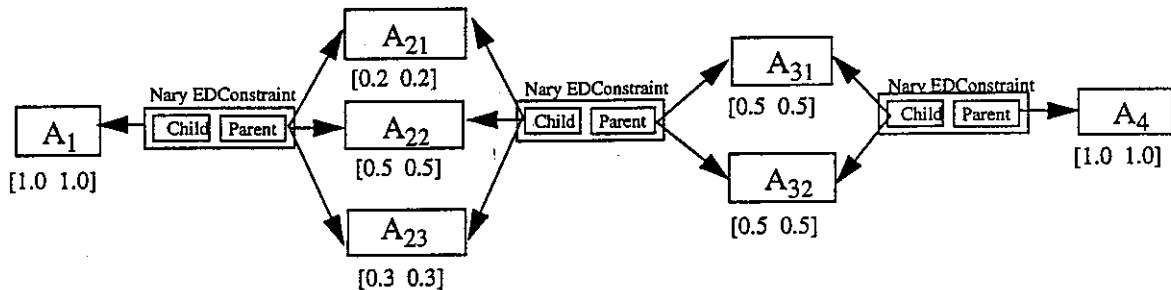 A21
[0.2 0.2]
Nary EDConstraint
Child Parent
A1
[1.0 1.0]
A22
[0.5 0.5]
A23
[0.3 0.3]
Nary EDConstraint
Child Parent
A31
[0.5 0.5]
A32
[0.5 0.5]
Nary EDConstraint
Child Parent
A4
[1.0 1.0]